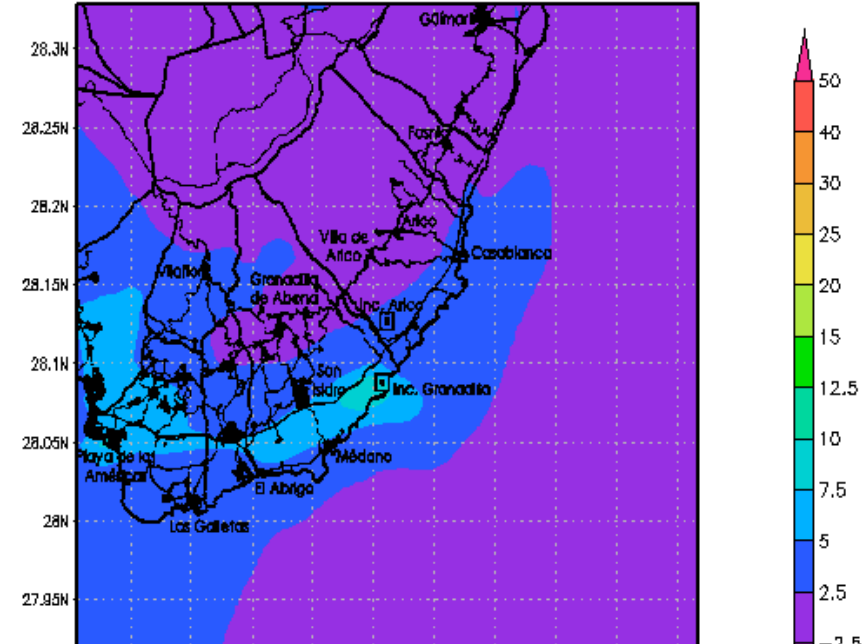 28.3N
28.25N
28.2N
28.15N
28.1N
28.05N
28N
27.95N
Fasnia
Arico
Villa de
Arico
Casablanca
Vilaflor
Granadilla
de Abona
Inc. Arico
San
Isidro
Inc. Granadilla
Playa de las
Américas
Médano
El Abrigo
Las Galletas
50
40
30
25
20
15
12.5
10
7.5
5
2.5